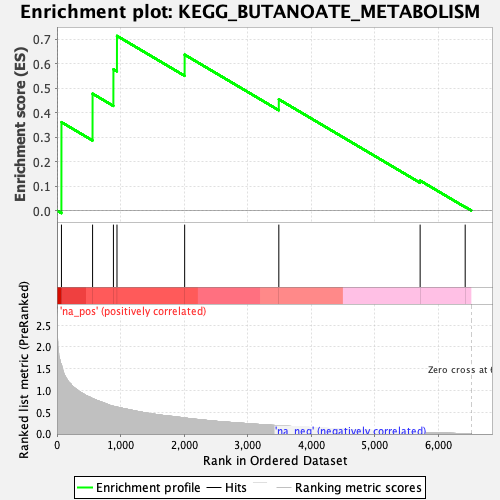 Enrichment plot: KEGG_BUTANOATE_METABOLISM
Enrichment score (ES)
0.7
0.6
0.5
0.4
0.3
0.2
0.1
0.0
'na_pos' (positively correlated)
Ranked list metric (PreRanked)
2.5
2.0
1.5
1.0
0.5
0.0
Zero cross at 6
'na_neg' (negatively correlated)
0
1,000
2,000
3,000
4,000
5,000
6,000
Rank in Ordered Dataset
Enrichment profile
Hits
Ranking metric scores